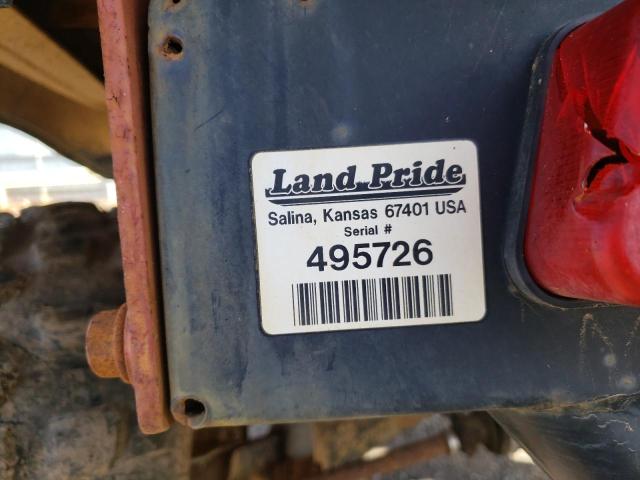 Land Pride
Salina, Kansas 67401 USA
Serial #
495726